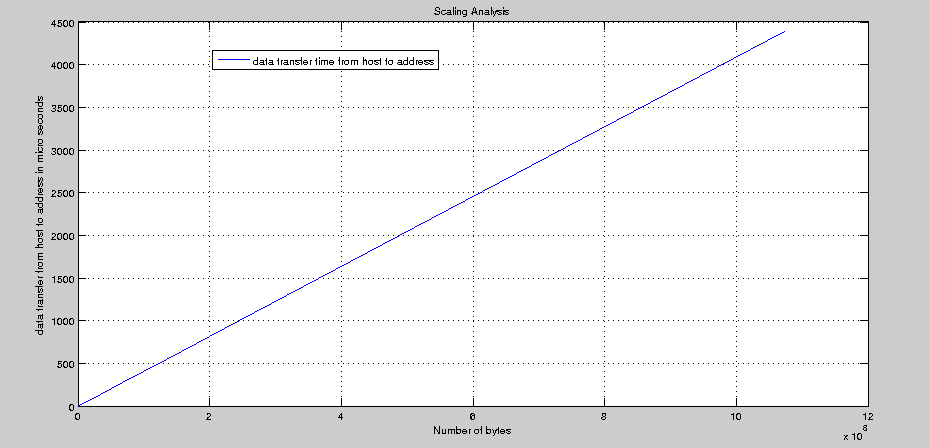 Scaling Analysis
data transfer time from host to address
data transfer from host to address in micro seconds
4500
4000
3500
3000
2500
2000
1500
1000
500
0
0 2 4 6 8 10 12
x 10^8
Number of bytes